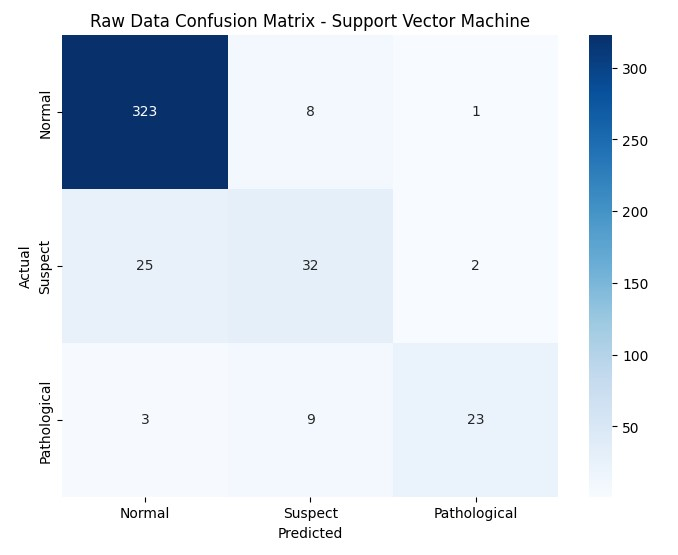 Raw Data Confusion Matrix - Support Vector Machine
Normal
323
8
1
Actual
Suspect
25
32
2
Pathological
3
9
23
Normal
Suspect
Pathological
Predicted
300
250
200
150
100
50